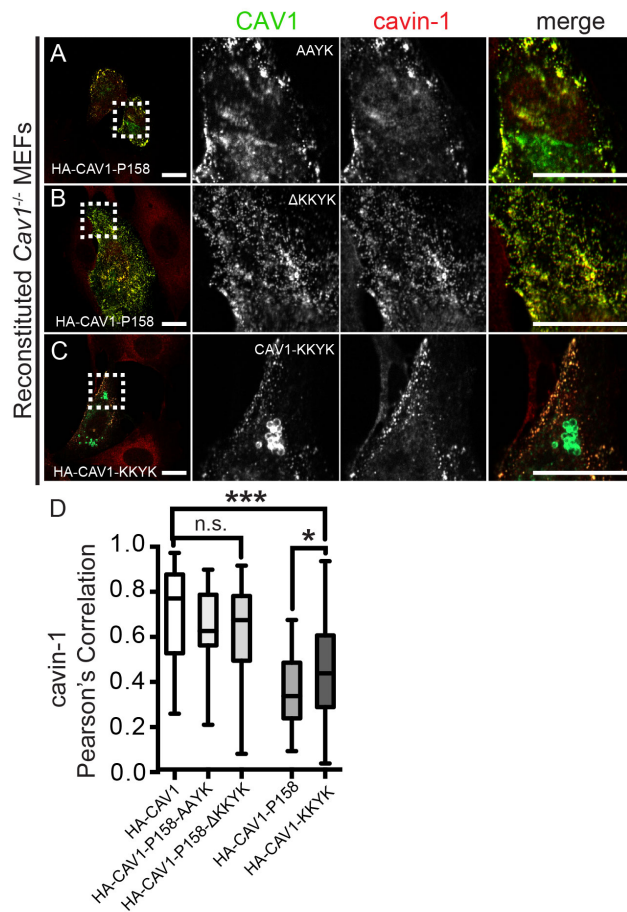 CAV1 cavin-1 merge
Reconstituted Cav1-/- MEFs
A
AAYK
HA-CAV1-P158
B
ΔKKYK
HA-CAV1-P158
C
CAV1-KKYK
HA-CAV1-KKYK
D
***
n.s.
*
cavin-1
Pearson's Correlation
1.0
0.8
0.6
0.4
0.2
0.0
HA-CAV1
HA-CAV1-P158-AAYK
HA-CAV1-P158-ΔKKYK
HA-CAV1-P158
HA-CAV1-KKYK